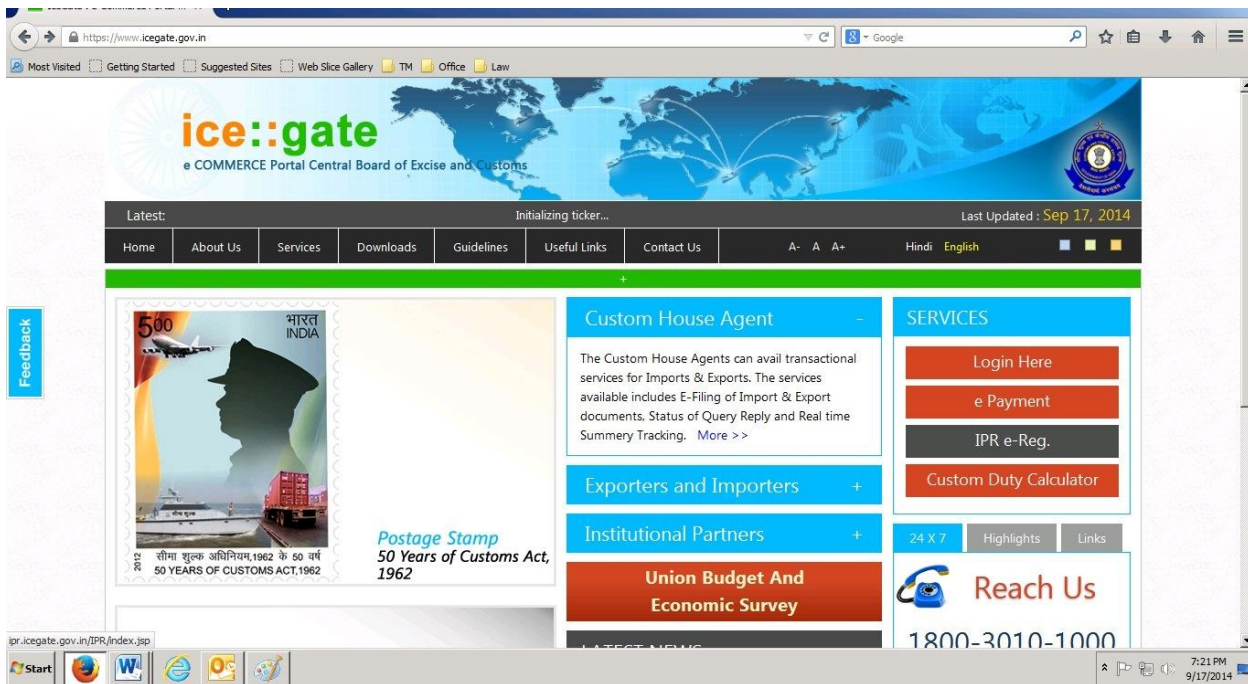 https://www.icegate.gov.in
Google
Most Visited Getting Started Suggested Sites Web Slice Gallery TM Office Law
ice::gate
e COMMERCE Portal Central Board of Excise and Customs
Latest: Initializing ticker... Last Updated : Sep 17, 2014
Home About Us Services Downloads Guidelines Useful Links Contact Us A- A A+ Hindi English
+
Feedback
500
भारत
INDIA
2012
सीमा शुल्क अधिनियम,1962 के 50 वर्ष
50 YEARS OF CUSTOMS ACT,1962
Postage Stamp
50 Years of Customs Act,
1962
Custom House Agent -
The Custom House Agents can avail transactional
services for Imports & Exports. The services
available includes E-Filing of Import & Export
documents, Status of Query Reply and Real time
Summery Tracking. More >>
Exporters and Importers +
Institutional Partners +
Union Budget And
Economic Survey
LATEST NEWS
SERVICES
Login Here
e Payment
IPR e-Reg.
Custom Duty Calculator
24 X 7 Highlights Links
Reach Us
1800-3010-1000
ipr.icegate.gov.in/IPR/index.jsp
Start
7:21 PM
9/17/2014